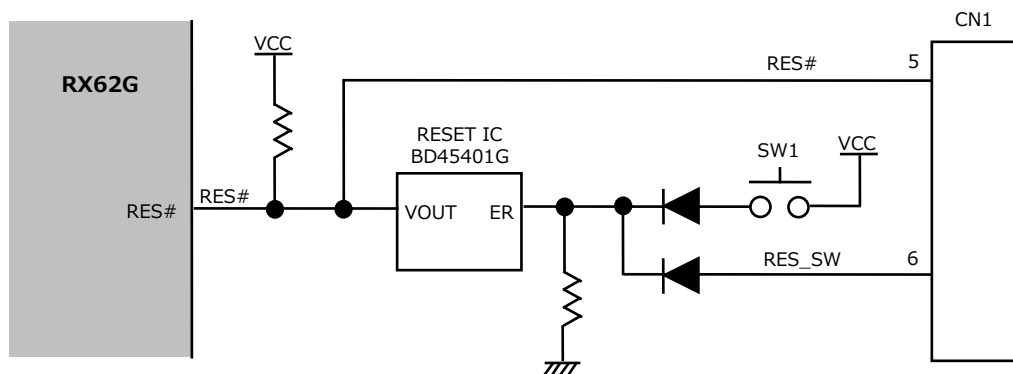 CN1
VCC
RES#
5
RX62G
RESET IC
BD45401G
SW1
VCC
RES#
RES#
VOUT
ER
RES_SW
6